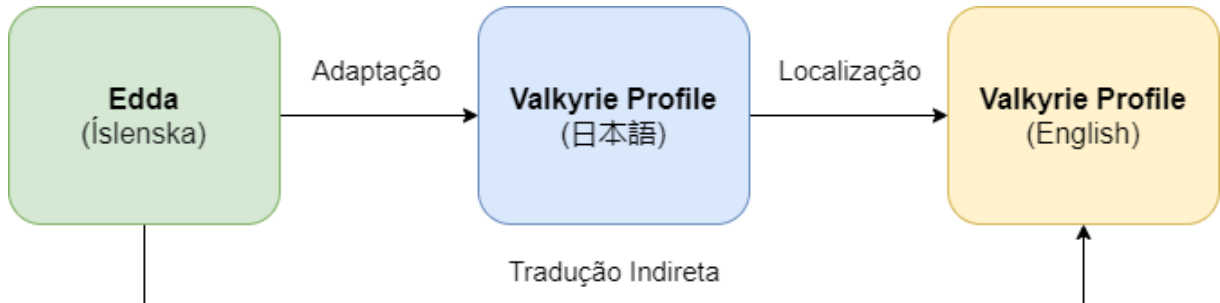 Edda
(Íslenska)
Adaptação
Valkyrie Profile
(日本語)
Localização
Valkyrie Profile
(English)
Tradução Indireta